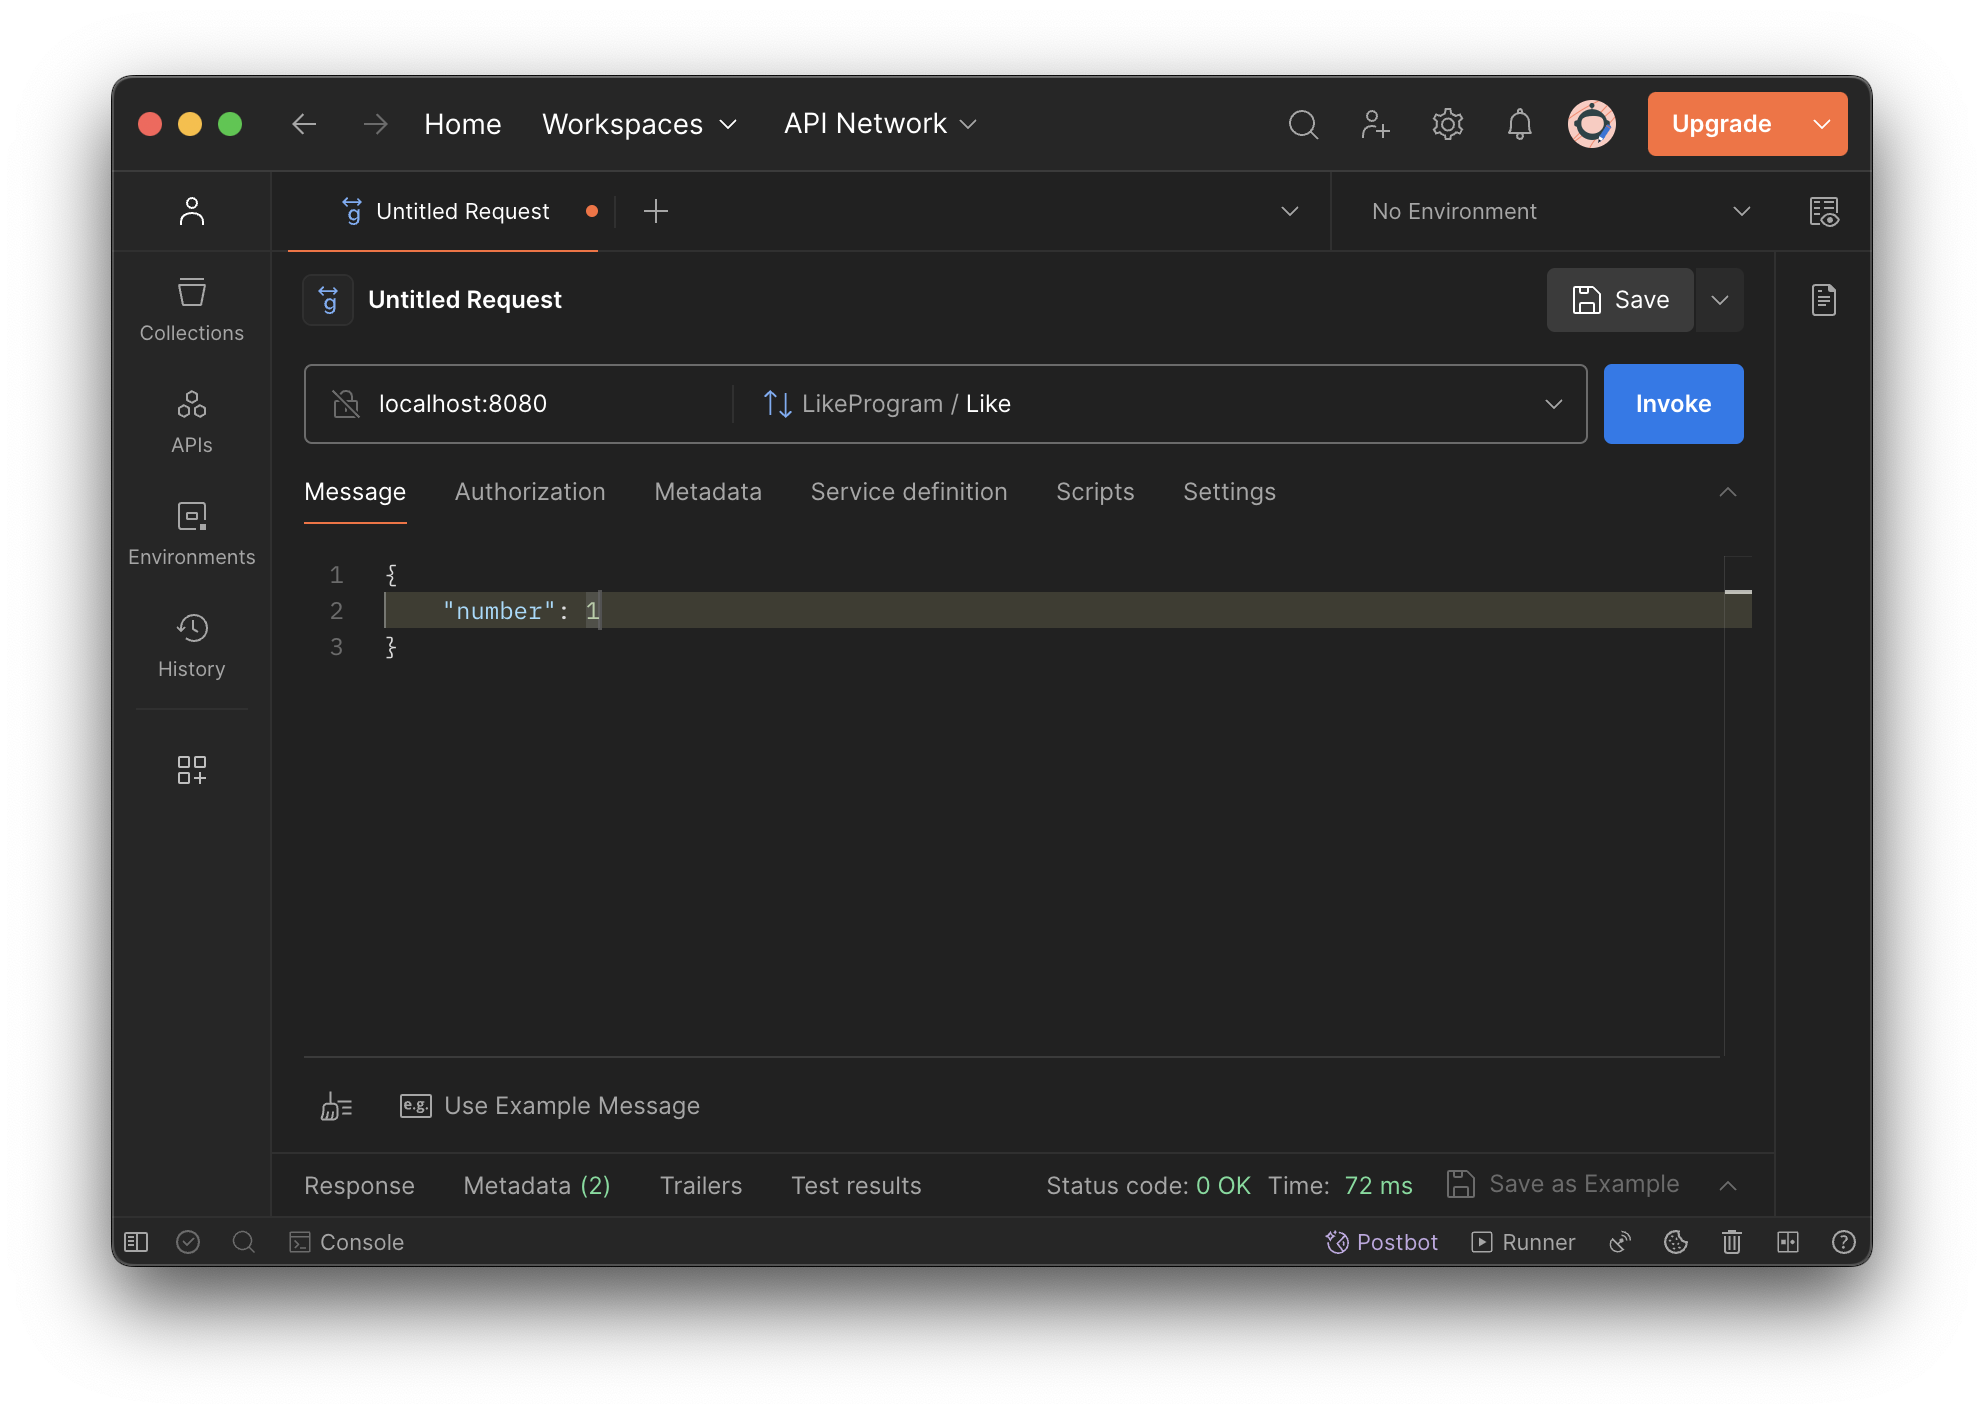 Home Workspaces API Network Upgrade
g Untitled Request No Environment
g Untitled Request Save
Collections
localhost:8080 LikeProgram / Like Invoke
APIs
Message Authorization Metadata Service definition Scripts Settings
Environments
1 {
2 "number": 1
3 }
History
e.g. Use Example Message
Response Metadata (2) Trailers Test results Status code: 0 OK Time: 72 ms Save as Example
Console Postbot Runner